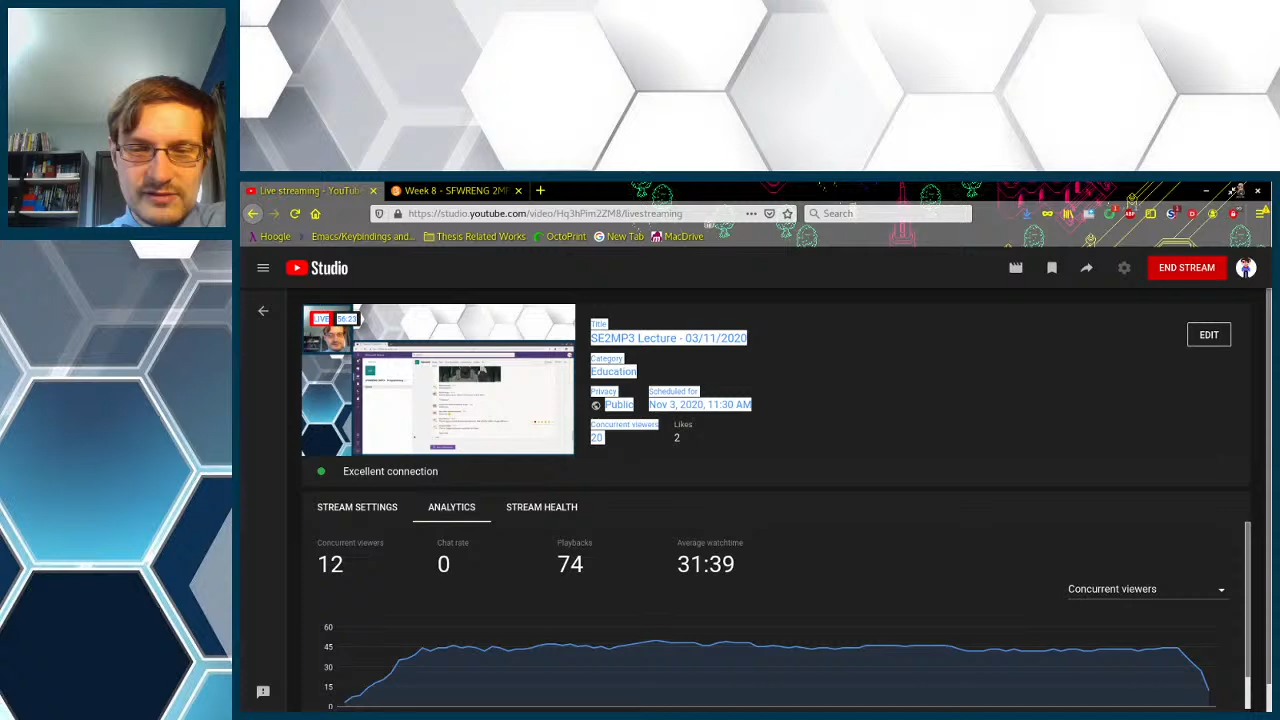 Live streaming - YouTube
Week 8 - SFWRENG 2MP
https://studio.youtube.com/video/Hq3hPim2ZM8/livestreaming
Search
Hoogle
Emacs/Keybindings and...
Thesis Related Works
OctoPrint
New Tab
MacDrive
Studio
END STREAM
LIVE 56:23
Title
SE2MP3 Lecture - 03/11/2020
EDIT
Category
Education
Privacy Scheduled for
Public Nov 3, 2020, 11:30 AM
Concurrent viewers Likes
20 2
Excellent connection
STREAM SETTINGS ANALYTICS STREAM HEALTH
Concurrent viewers Chat rate Playbacks Average watchtime
12 0 74 31:39
Concurrent viewers
60
45
30
15
0